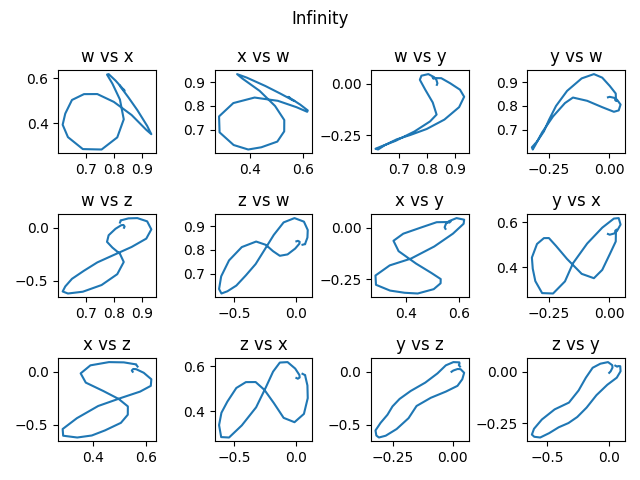 Infinity
w vs x
x vs w
w vs y
y vs w
0.6
0.4
0.7 0.8 0.9
0.9
0.8
0.7
0.4 0.6
0.00
−0.25
0.7 0.8 0.9
0.9
0.8
0.7
−0.25 0.00
w vs z
z vs w
x vs y
y vs x
0.0
−0.5
0.7 0.8 0.9
0.9
0.8
0.7
−0.5 0.0
0.00
−0.25
0.4 0.6
0.6
0.4
−0.25 0.00
x vs z
z vs x
y vs z
z vs y
0.0
−0.5
0.4 0.6
0.6
0.4
−0.5 0.0
0.0
−0.5
−0.25 0.00
0.00
−0.25
−0.5 0.0